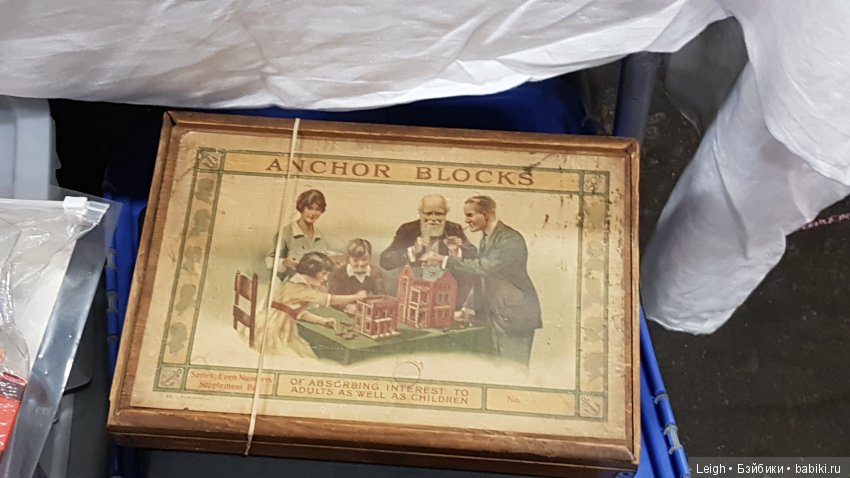 ANCHOR BLOCKS
Series: Even Numbers
Supplement Box
OF ABSORBING INTEREST TO
ADULTS AS WELL AS CHILDREN
No.
Leigh • Бэйбики • babiki.ru